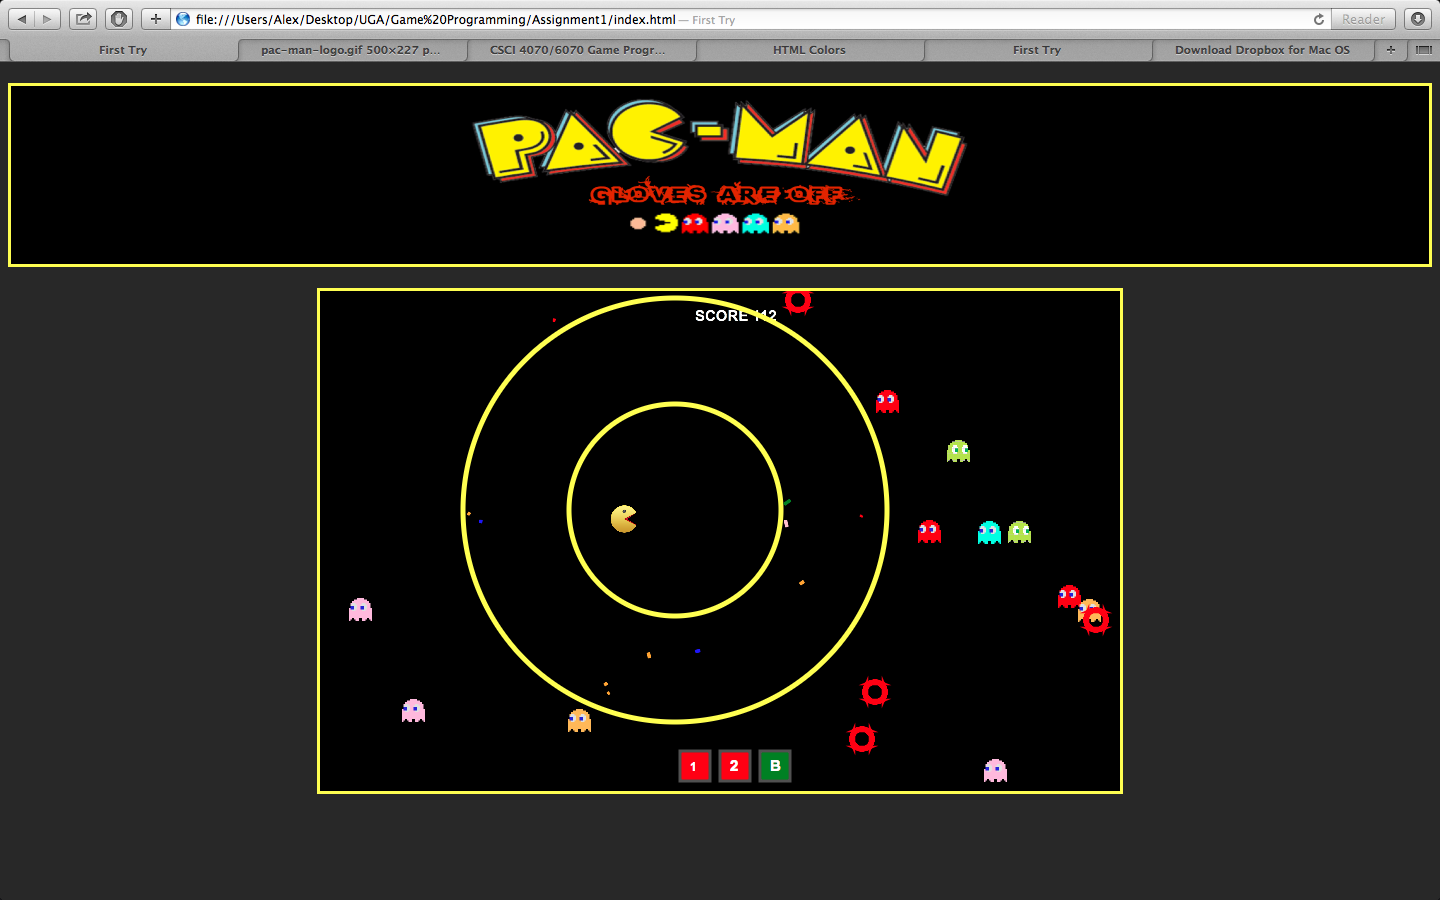 file:///Users/Alex/Desktop/UGA/Game%20Programming/Assignment1/index.html — First Try
Reader
First Try
pac-man-logo.gif 500×227 p...
CSCI 4070/6070 Game Progr...
HTML Colors
First Try
Download Dropbox for Mac OS
PAC-MAN
GLOVES ARE OFF
SCORE 112
1 2 B